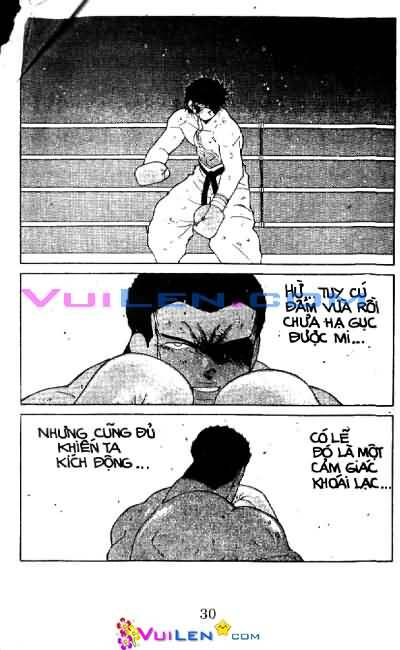 VUILEN.COM
HỪ, TUY CÚ
ĐẤM VỪA RỒI
CHƯA HẠ GỤC
ĐƯỢC MI...
NHƯNG CŨNG ĐỦ
KHIẾN TA
KÍCH ĐỘNG...
CÓ LẼ
ĐÓ LÀ MỘT
CẢM GIÁC
KHOÁI LẠC...
30
VUILEN.COM